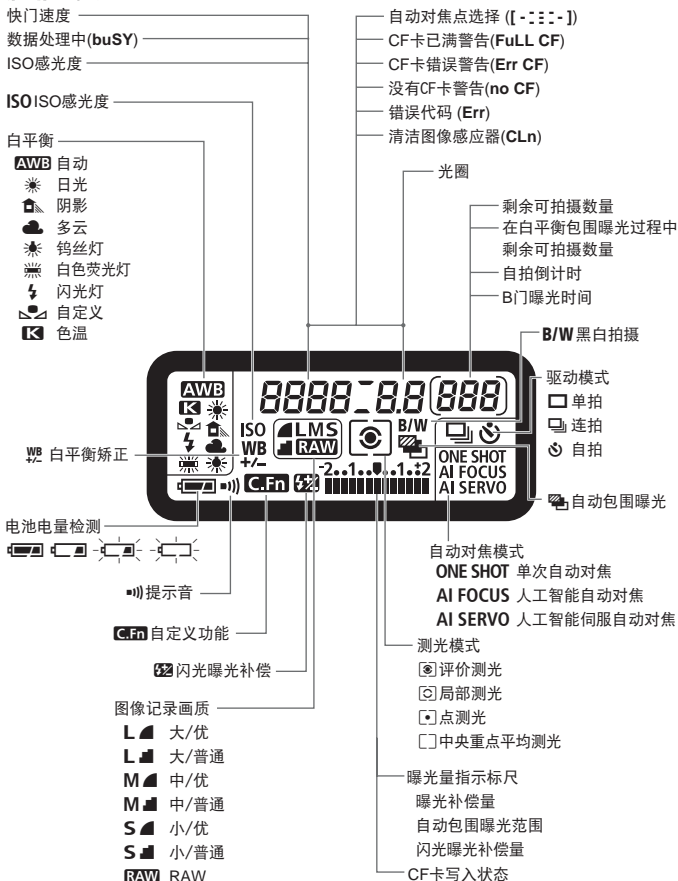 快门速度
数据处理中(buSY)
ISO感光度
ISO ISO感光度
白平衡
AWB 自动
日光
阴影
多云
钨丝灯
白色荧光灯
闪光灯
自定义
K 色温
自动对焦点选择 ([ - - ])
CF卡已满警告(FuLL CF)
CF卡错误警告(Err CF)
没有CF卡警告(no CF)
错误代码 (Err)
清洁图像感应器(CLn)
光圈
剩余可拍摄数量
在白平衡包围曝光过程中
剩余可拍摄数量
自拍倒计时
B门曝光时间
B/W 黑白拍摄
驱动模式
单拍
连拍
自拍
自动包围曝光
AWB
K
8888 8.8 (888)
ISO
WB
+/−
LMS
RAW
B/W
ONE SHOT
AI FOCUS
AI SERVO
-2..1..▼..1.+2
C.Fn
WB +/− 白平衡矫正
电池电量检测
提示音
C.Fn 自定义功能
闪光曝光补偿
图像记录画质
L 大/优
L 大/普通
M 中/优
M 中/普通
S 小/优
S 小/普通
RAW RAW
自动对焦模式
ONE SHOT 单次自动对焦
AI FOCUS 人工智能自动对焦
AI SERVO 人工智能伺服自动对焦
测光模式
评价测光
局部测光
点测光
中央重点平均测光
曝光量指示标尺
曝光补偿量
自动包围曝光范围
闪光曝光补偿量
CF卡写入状态